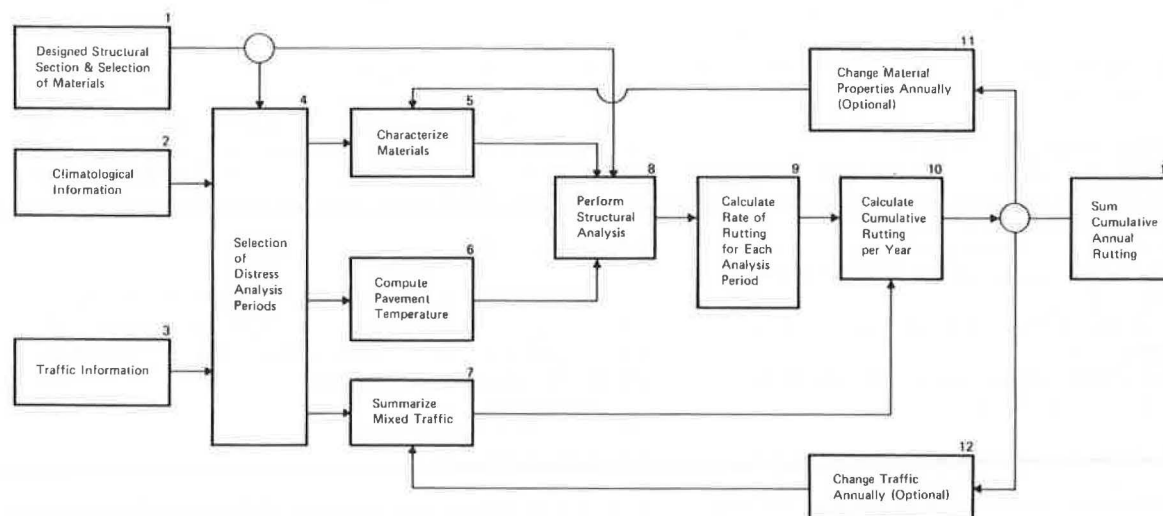 1
Designed Structural
Section & Selection
of Materials
2
Climatological
Information
3
Traffic Information
4
Selection
of
Distress
Analysis
Periods
5
Characterize
Materials
6
Compute
Pavement
Temperature
7
Summarize
Mixed Traffic
8
Perform
Structural
Analysis
9
Calculate
Rate of
Rutting
for Each
Analysis
Period
10
Calculate
Cumulative
Rutting
per Year
11
Change Material
Properties Annually
(Optional)
12
Change Traffic
Annually (Optional)
Sum
Cumulative
Annual
Rutting